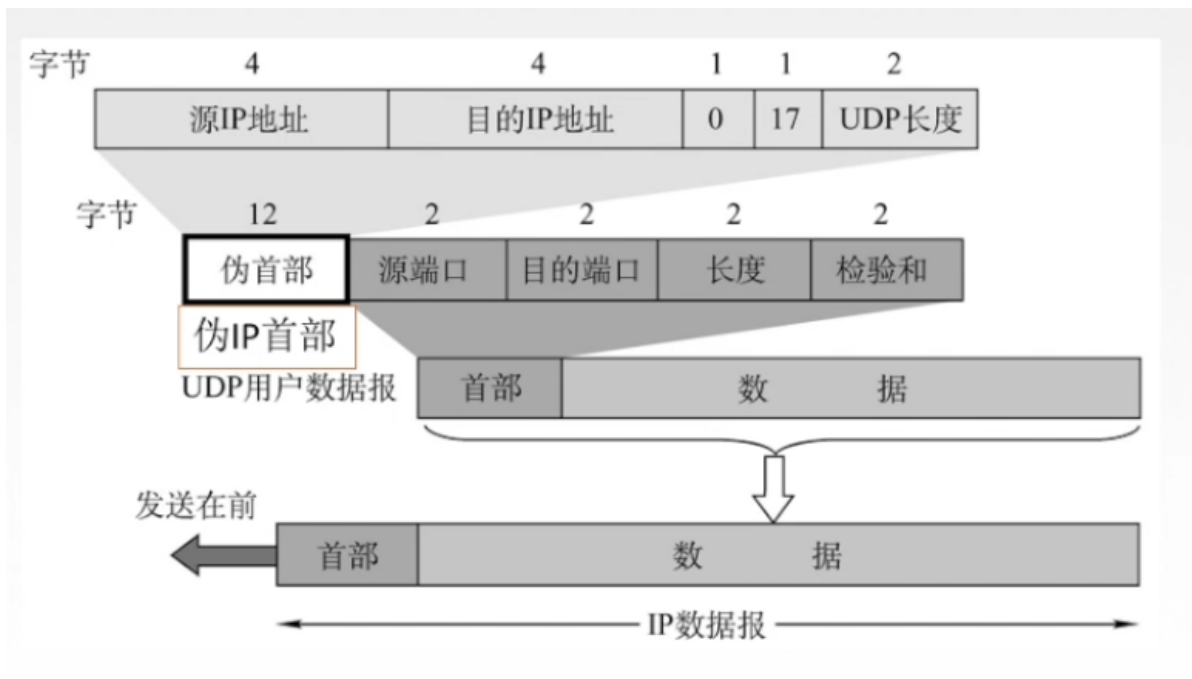 字节 4 4 1 1 2
源IP地址 目的IP地址 0 17 UDP长度
字节 12 2 2 2 2
伪首部 源端口 目的端口 长度 检验和
伪IP首部
UDP用户数据报 首部 数 据
发送在前
首部 数 据
IP数据报